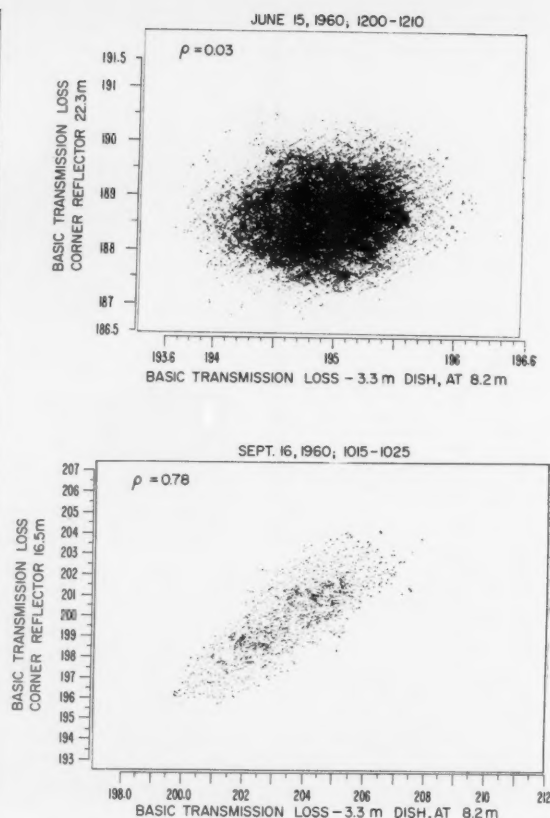 JUNE 15, 1960; 1200-1210
ρ = 0.03
BASIC TRANSMISSION LOSS
CORNER REFLECTOR 22.3m
191.5
191
190
189
188
187
186.5
193.6 194 195 196 196.6
BASIC TRANSMISSION LOSS - 3.3 m DISH, AT 8.2 m
SEPT. 16, 1960; 1015-1025
ρ = 0.78
BASIC TRANSMISSION LOSS
CORNER REFLECTOR 16.5m
207
206
205
204
203
202
201
200
199
198
197
196
195
194
193
198.0 200.0 202 204 206 208 210 212
BASIC TRANSMISSION LOSS - 3.3 m DISH, AT 8.2 m